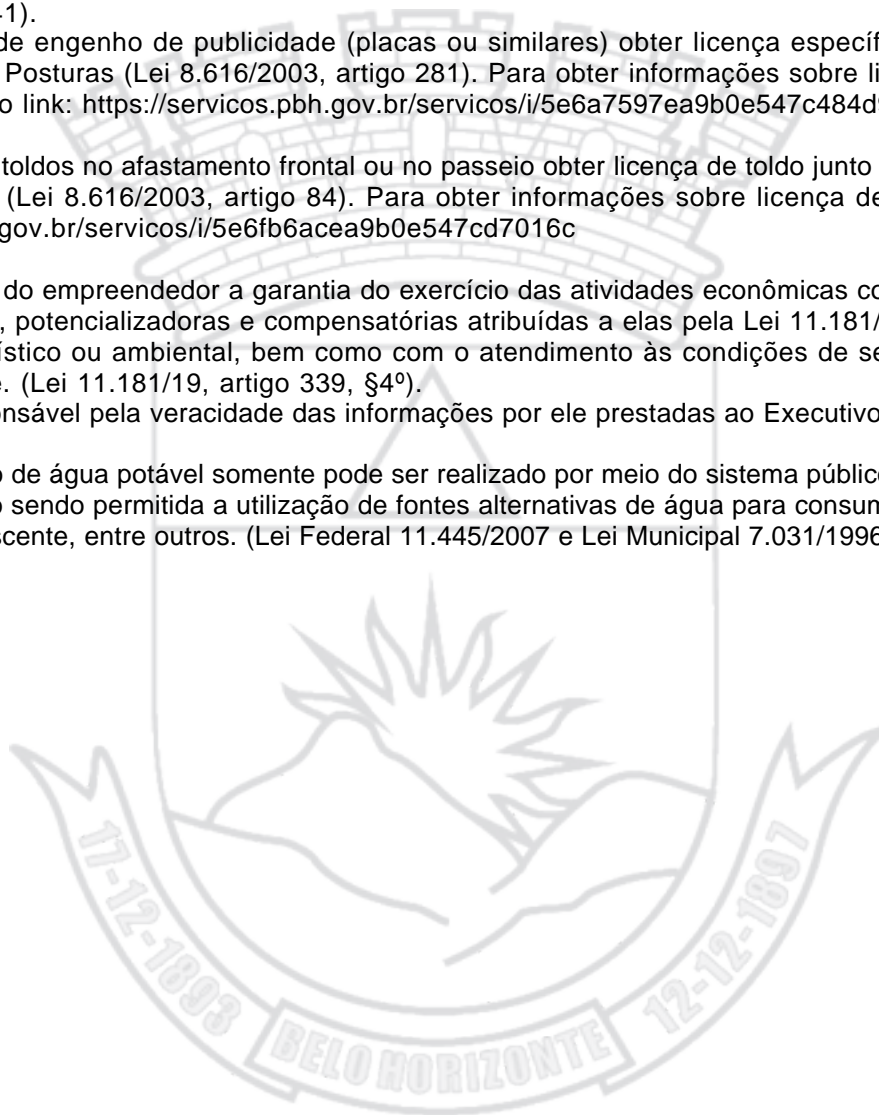 41).
de engenho de publicidade (placas ou similares) obter licença específ
Posturas (Lei 8.616/2003, artigo 281). Para obter informações sobre li
o link: https://servicos.pbh.gov.br/servicos/i/5e6a7597ea9b0e547c484d9
toldos no afastamento frontal ou no passeio obter licença de toldo junto
(Lei 8.616/2003, artigo 84). Para obter informações sobre licença de
gov.br/servicos/i/5e6fb6acea9b0e547cd7016c
do empreendedor a garantia do exercício das atividades econômicas co
, potencializadoras e compensatórias atribuídas a elas pela Lei 11.181/
ístico ou ambiental, bem como com o atendimento às condições de se
e. (Lei 11.181/19, artigo 339, §4º).
onsável pela veracidade das informações por ele prestadas ao Executivo
o de água potável somente pode ser realizado por meio do sistema público
o sendo permitida a utilização de fontes alternativas de água para consum
scente, entre outros. (Lei Federal 11.445/2007 e Lei Municipal 7.031/1996
17-12-1893
BELO HORIZONTE
12-12-1897